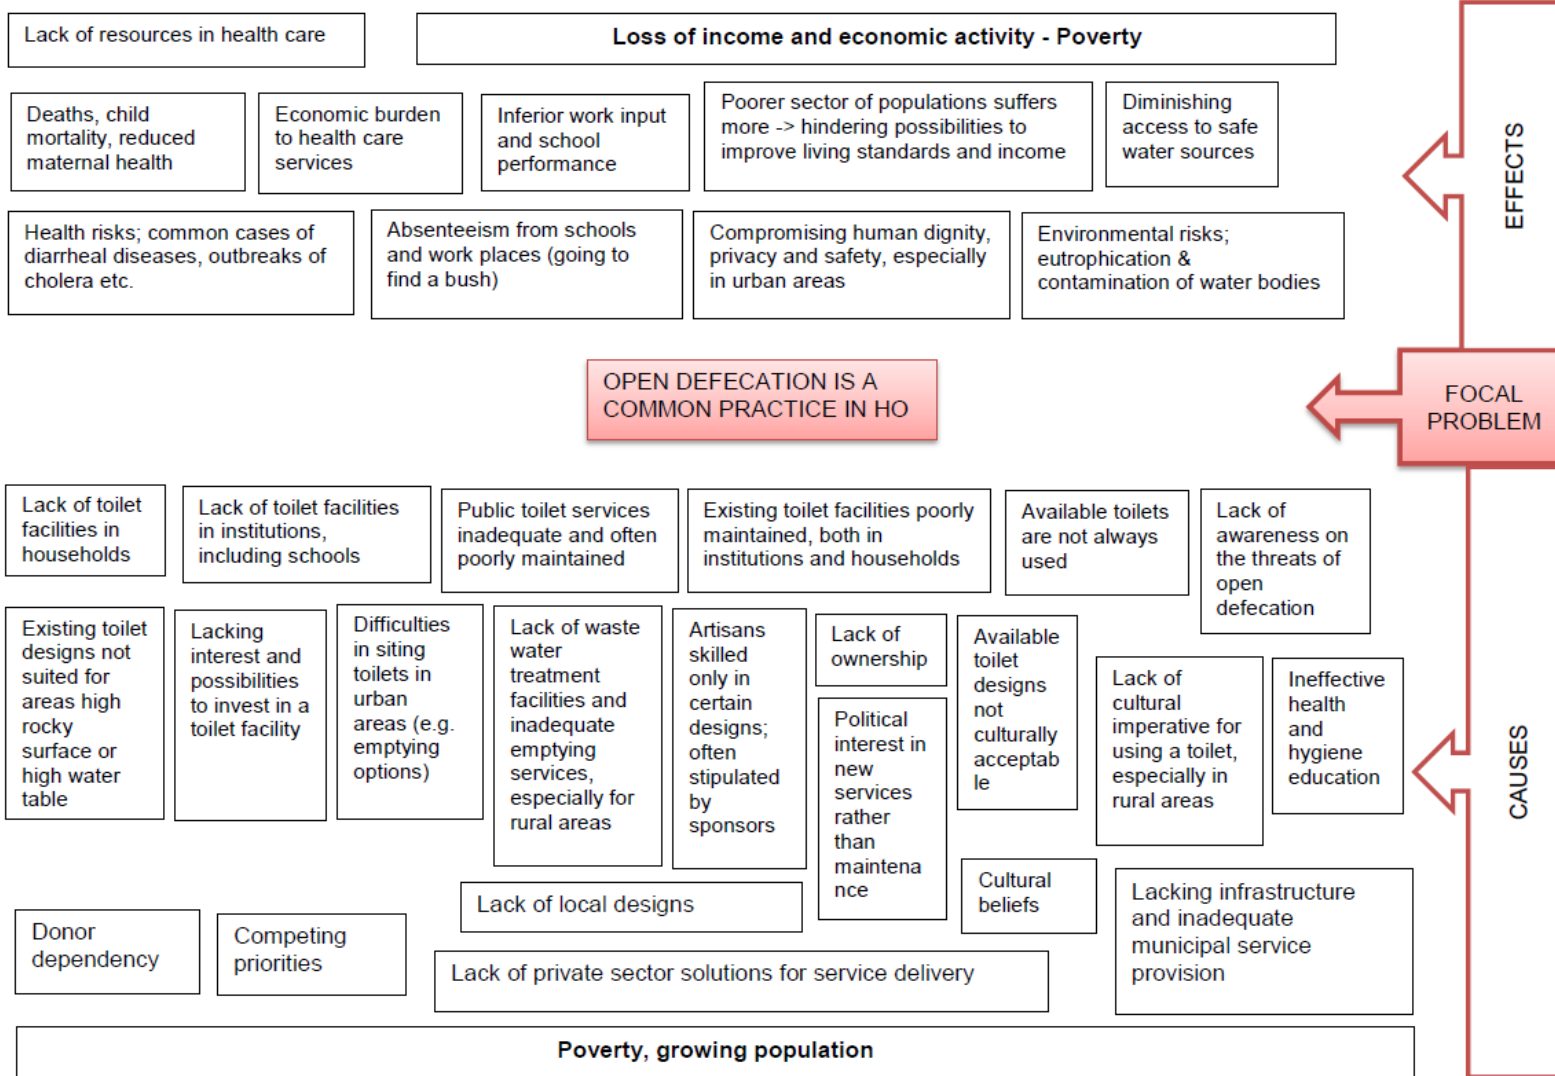 Lack of resources in health care
Loss of income and economic activity - Poverty
Deaths, child
mortality, reduced
maternal health
Economic burden
to health care
services
Inferior work input
and school
performance
Poorer sector of populations suffers
more -> hindering possibilities to
improve living standards and income
Diminishing
access to safe
water sources
EFFECTS
Health risks; common cases of
diarrheal diseases, outbreaks of
cholera etc.
Absenteeism from schools
and work places (going to
find a bush)
Compromising human dignity,
privacy and safety, especially
in urban areas
Environmental risks;
eutrophication &
contamination of water bodies
OPEN DEFECATION IS A
COMMON PRACTICE IN HO
FOCAL
PROBLEM
Lack of toilet
facilities in
households
Lack of toilet facilities
in institutions,
including schools
Public toilet services
inadequate and often
poorly maintained
Existing toilet facilities poorly
maintained, both in
institutions and households
Available toilets
are not always
used
Lack of
awareness on
the threats of
open
defecation
Existing toilet
designs not
suited for
areas high
rocky
surface or
high water
table
Lacking
interest and
possibilities
to invest in a
toilet facility
Difficulties
in siting
toilets in
urban
areas (e.g.
emptying
options)
Lack of waste
water
treatment
facilities and
inadequate
emptying
services,
especially for
rural areas
Artisans
skilled
only in
certain
designs;
often
stipulated
by
sponsors
Lack of
ownership
Political
interest in
new
services
rather
than
maintena
nce
Available
toilet
designs
not
culturally
acceptab
le
Lack of
cultural
imperative for
using a toilet,
especially in
rural areas
Ineffective
health
and
hygiene
education
CAUSES
Donor
dependency
Competing
priorities
Lack of local designs
Cultural
beliefs
Lacking infrastructure
and inadequate
municipal service
provision
Lack of private sector solutions for service delivery
Poverty, growing population